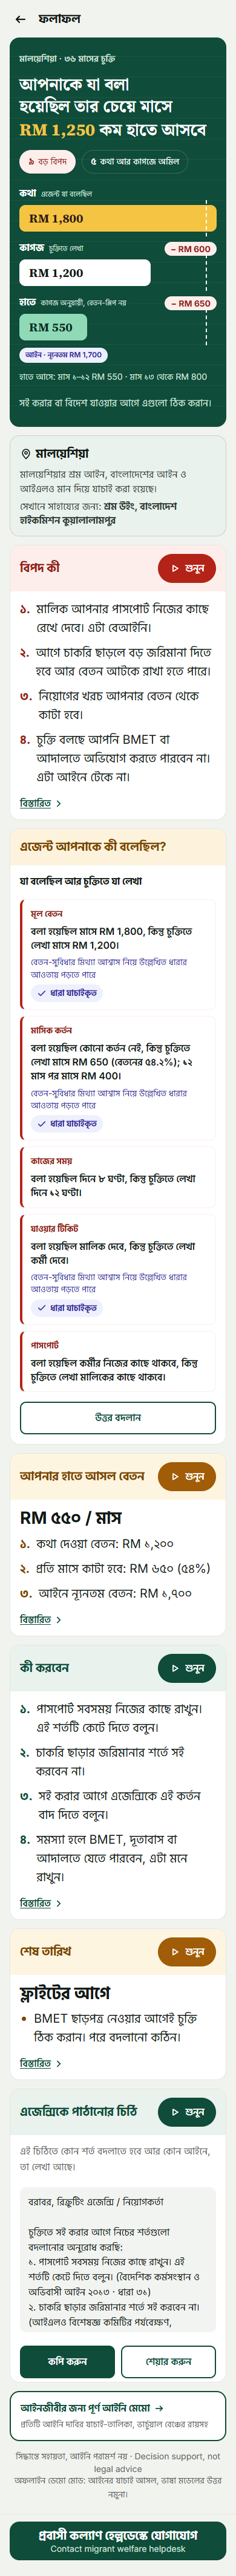 ← ফলাফল
মালয়েশিয়া · ৩৬ মাসের চুক্তি
আপনাকে যা বলা
হয়েছিল তার চেয়ে মাসে
RM 1,250 কম হাতে আসবে
৯ বড় বিপদ
৫ কথা আর কাগজে অমিল
কথা এজেন্ট যা বলেছিল
RM 1,800
কাগজ চুক্তিতে লেখা
− RM 600
RM 1,200
হাতে কাগজ অনুযায়ী, বেতন-স্লিপ নয়
− RM 650
RM 550
আইন · ন্যূনতম RM 1,700
হাতে আসে: মাস ১–১২ RM 550 · মাস ১৩ থেকে RM 800
সই করার বা বিদেশ যাওয়ার আগে এগুলো ঠিক করান।
মালয়েশিয়া
মালয়েশিয়ার শ্রম আইন, বাংলাদেশের আইন ও
আইএলও মান দিয়ে যাচাই করা হয়েছে।
সেখানে সাহায্যের জন্য: শ্রম উইং, বাংলাদেশ
হাইকমিশন কুয়ালালামপুর
বিপদ কী
শুনুন
১. মালিক আপনার পাসপোর্ট নিজের কাছে
রেখে দেবে। এটা বেআইনি।
২. আগে চাকরি ছাড়লে বড় জরিমানা দিতে
হবে আর বেতন আটকে রাখা হতে পারে।
৩. নিয়োগের খরচ আপনার বেতন থেকে
কাটা হবে।
৪. চুক্তি বলছে আপনি BMET বা
আদালতে অভিযোগ করতে পারবেন না।
এটা আইনে টেকে না।
বিস্তারিত
এজেন্ট আপনাকে কী বলেছিল?
যা বলেছিল আর চুক্তিতে যা লেখা
মূল বেতন
বলা হয়েছিল মাসে RM 1,800, কিন্তু চুক্তিতে
লেখা মাসে RM 1,200।
বেতন-সুবিধার মিথ্যা আশ্বাস নিয়ে উল্লেখিত ধারার
আওতায় পড়তে পারে
ধারা যাচাইকৃত
মাসিক কর্তন
বলা হয়েছিল কোনো কর্তন নেই, কিন্তু চুক্তিতে
লেখা মাসে RM 650 (বেতনের ৫৪.২%); ১২
মাস পর মাসে RM 400।
বেতন-সুবিধার মিথ্যা আশ্বাস নিয়ে উল্লেখিত ধারার
আওতায় পড়তে পারে
ধারা যাচাইকৃত
কাজের সময়
বলা হয়েছিল দিনে ৮ ঘণ্টা, কিন্তু চুক্তিতে লেখা
দিনে ১২ ঘণ্টা।
যাওয়ার টিকিট
বলা হয়েছিল মালিক দেবে, কিন্তু চুক্তিতে লেখা
কর্মী দেবে।
বেতন-সুবিধার মিথ্যা আশ্বাস নিয়ে উল্লেখিত ধারার
আওতায় পড়তে পারে
ধারা যাচাইকৃত
পাসপোর্ট
বলা হয়েছিল কর্মীর নিজের কাছে থাকবে, কিন্তু
চুক্তিতে লেখা মালিকের কাছে থাকবে।
উত্তর বদলান
আপনার হাতে আসল বেতন
শুনুন
RM ৫৫০ / মাস
১. কথা দেওয়া বেতন: RM ১,২০০
২. প্রতি মাসে কাটা হবে: RM ৬৫০ (৫৪%)
৩. আইনে ন্যূনতম বেতন: RM ১,৭০০
বিস্তারিত
কী করবেন
শুনুন
১. পাসপোর্ট সবসময় নিজের কাছে রাখুন।
এই শর্তটি কেটে দিতে বলুন।
২. চাকরি ছাড়ার জরিমানার শর্তে সই
করবেন না।
৩. সই করার আগে এজেন্সিকে এই কর্তন
বাদ দিতে বলুন।
৪. সমস্যা হলে BMET, দূতাবাস বা
আদালতে যেতে পারবেন, এটা মনে
রাখুন।
বিস্তারিত
শেষ তারিখ
শুনুন
ফ্লাইটের আগে
• BMET ছাড়পত্র নেওয়ার আগেই চুক্তি
ঠিক করান। পরে বদলানো কঠিন।
বিস্তারিত
এজেন্সিকে পাঠানোর চিঠি
শুনুন
এই চিঠিতে কোন শর্ত বদলাতে হবে আর কোন আইনে,
তা লেখা আছে।
বরাবর, রিক্রুটিং এজেন্সি / নিয়োগকর্তা
চুক্তিতে সই করার আগে নিচের শর্তগুলো
বদলানোর অনুরোধ করছি:
১. পাসপোর্ট সবসময় নিজের কাছে রাখুন। এই
শর্তটি কেটে দিতে বলুন। ((বৈদেশিক কর্মসংস্থান ও
অভিবাসী আইন ২০১৩ · ধারা ৩১)
২. চাকরি ছাড়ার জরিমানার শর্তে সই করবেন না।
(আইএলও বিশেষজ্ঞ কমিটির পর্যবেক্ষণ,
কপি করুন
শেয়ার করুন
আইনজীবীর জন্য পূর্ণ আইনি মেমো →
প্রতিটি আইনি দাবির যাচাই-তালিকা, ভার্চুয়াল বেঞ্চের রায়সহ
সিদ্ধান্তে সহায়তা, আইনি পরামর্শ নয় · Decision support, not
legal advice
অফলাইন ডেমো মোড: আইনের যাচাই আসল, ভাষা মডেলের উত্তর
নমুনা।
প্রবাসী কল্যাণ হেল্পডেস্কে যোগাযোগ
Contact migrant welfare helpdesk